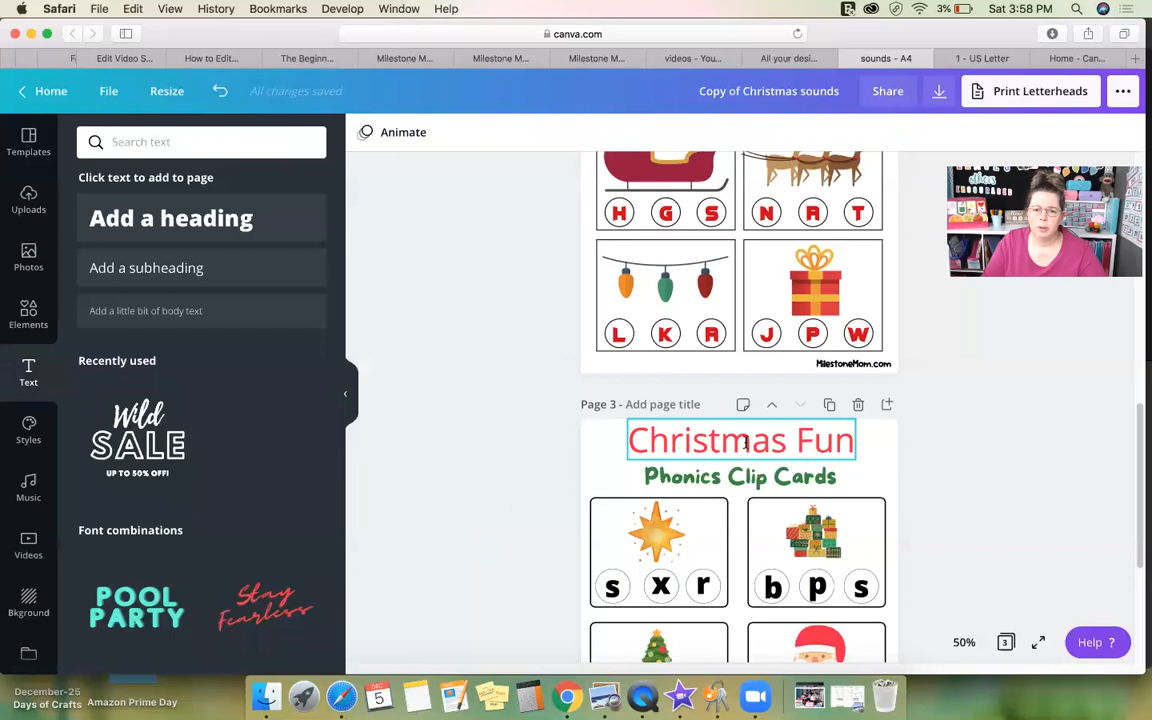 Safari File Edit View History Bookmarks Develop Window Help 3% Sat 3:58 PM
canva.com
F Edit Video S... How to Edit... The Beginn... Milestone M... Milestone M... Milestone M... videos - You... All your desi... sounds - A4 1 - US Letter Home - Can...
Home File Resize All changes saved Copy of Christmas sounds Share Print Letterheads
Templates
Uploads
Photos
Elements
Text
Styles
Music
Videos
Bkground
Search text
Click text to add to page
Add a heading
Add a subheading
Add a little bit of body text
Recently used
Wild
SALE
UP TO 50% OFF!
Font combinations
POOL
PARTY
Stay
Fearless
Animate
H G S N R T
L K R J P W
MilestoneMom.com
Page 3 - Add page title
Christmas Fun
Phonics Clip Cards
s x r b p s
50% 3 Help ?
others
December-25
Days of Crafts Amazon Prime Day
DEC
5